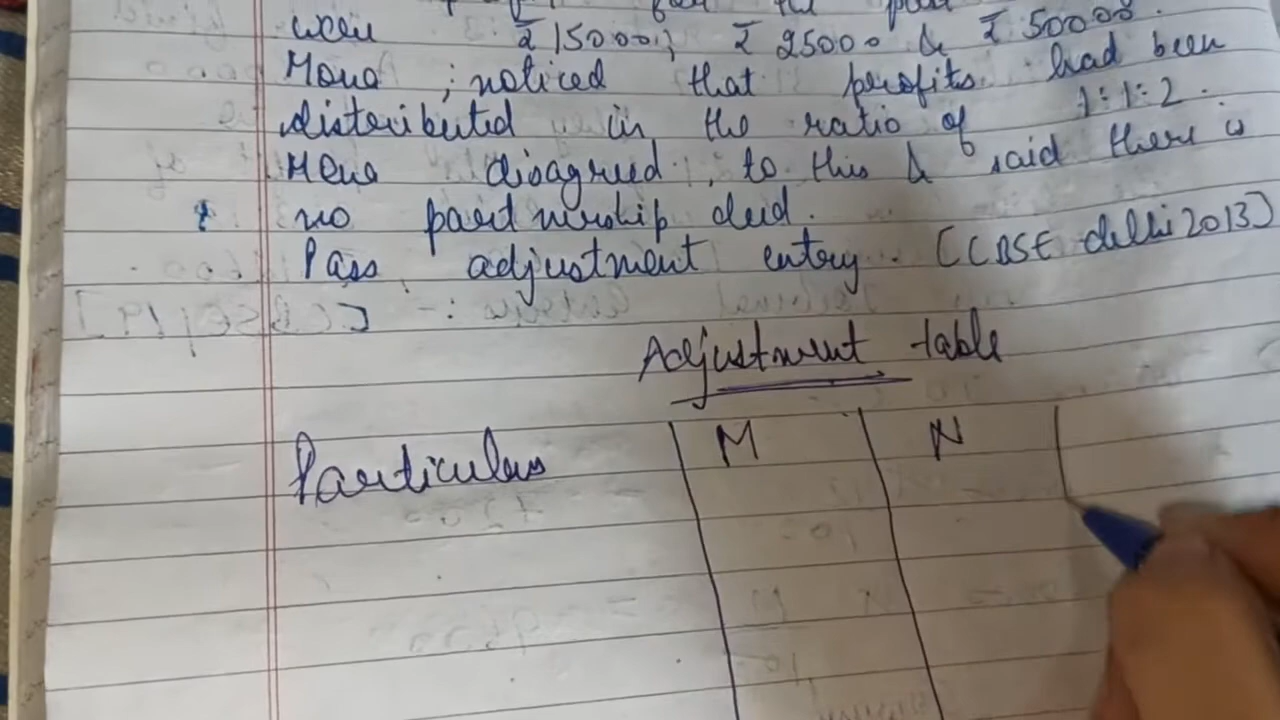 were ₹ 15000; ₹ 25000 & ₹ 50000.
Mona ; noticed that profits had been
distributed in the ratio of 1:1:2.
Mena disagreed to this & said there is
no partnership deed.
Pass adjustment entry. [CBSE delhi 2013]
Adjustment table
Particulars M N